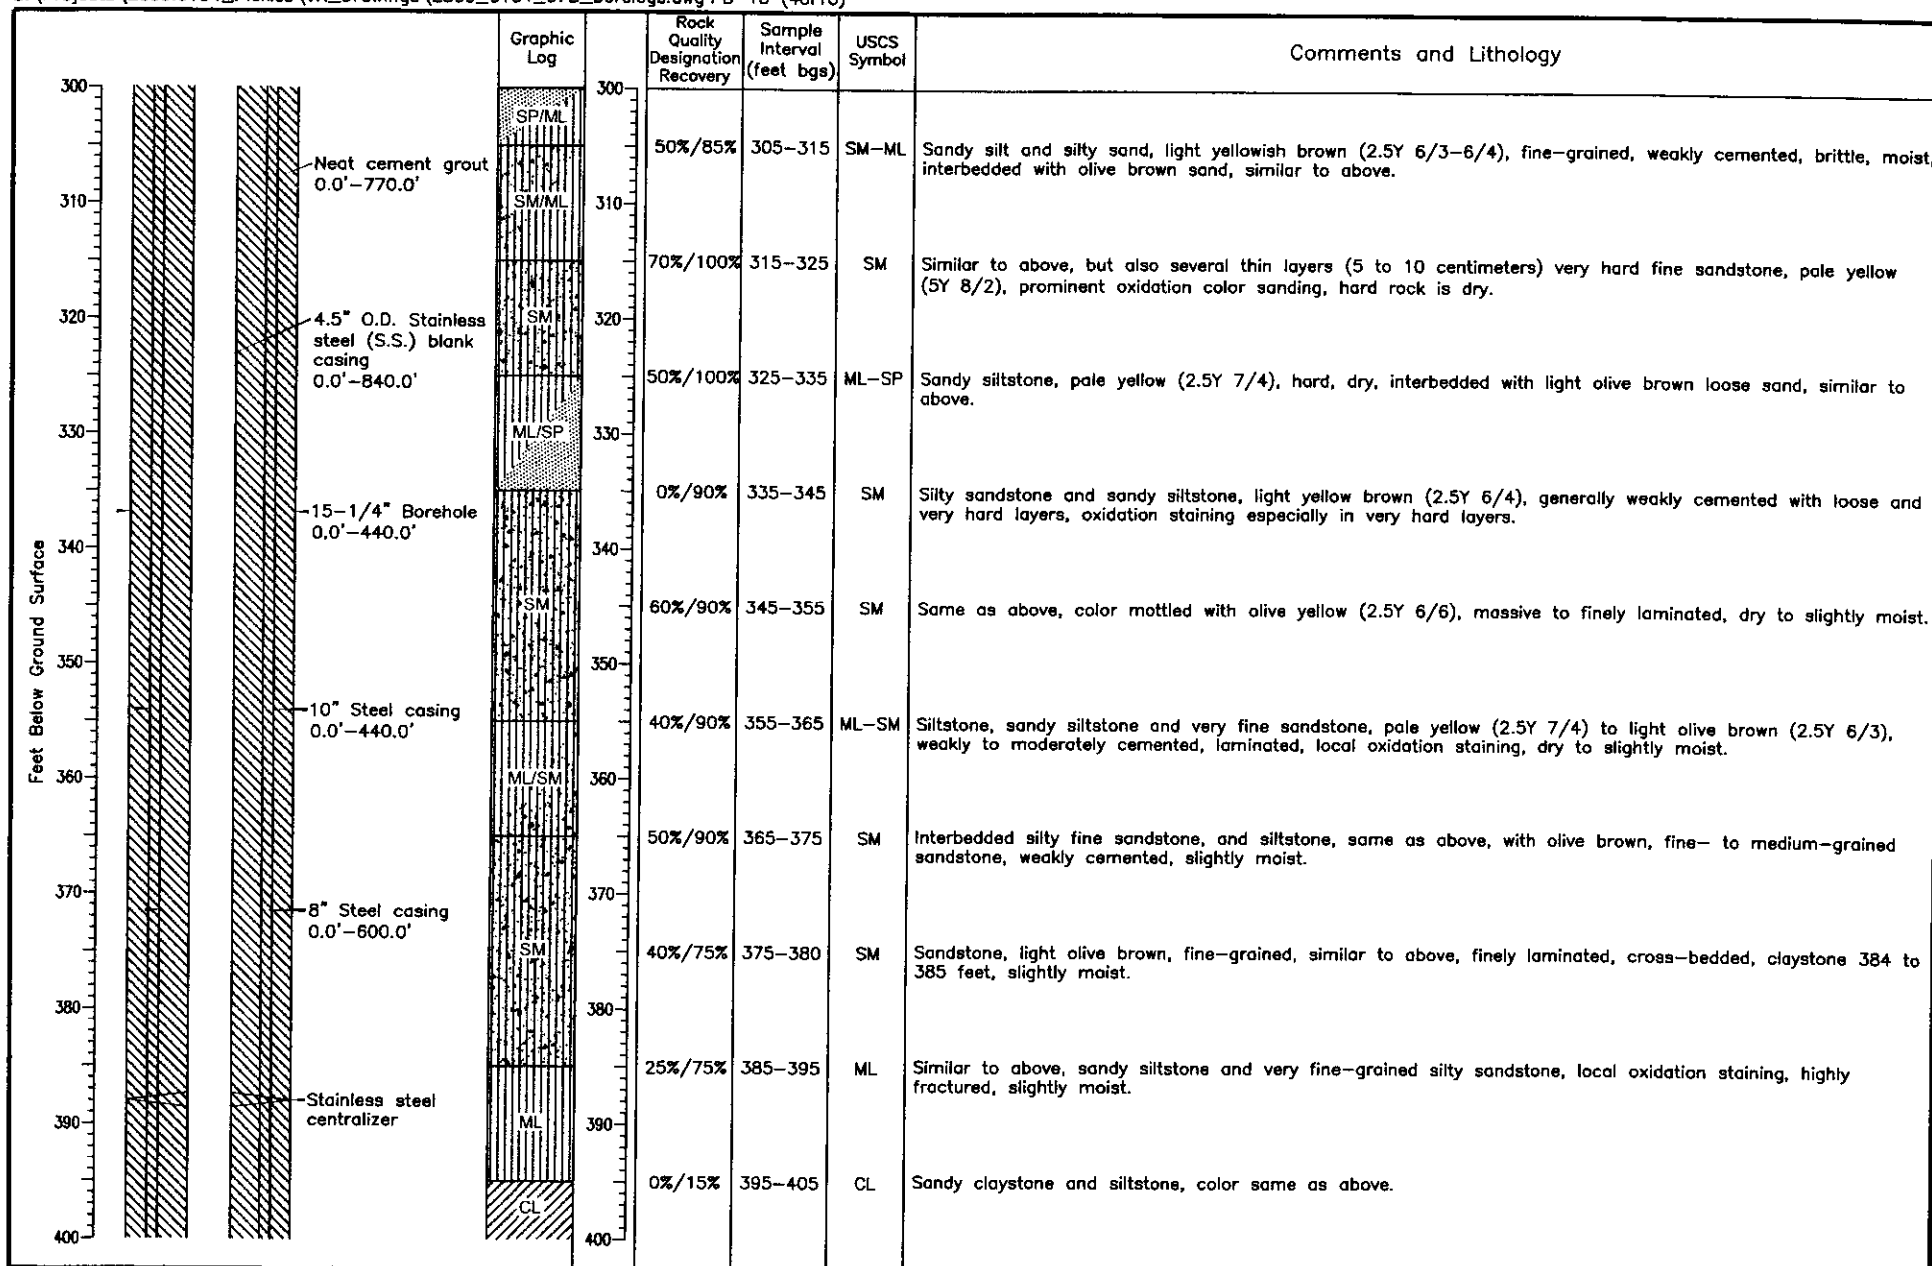 Graphic
Log
Rock
Quality
Designation
Recovery
Sample
Interval
(feet bgs)
USCS
Symbol
Comments and Lithology
Feet Below Ground Surface
300
310
320
330
340
350
360
370
380
390
400
Neat cement grout
0.0'-770.0'
4.5" O.D. Stainless
steel (S.S.) blank
casing
0.0'-840.0'
15-1/4" Borehole
0.0'-440.0'
10" Steel casing
0.0'-440.0'
8" Steel casing
0.0'-600.0'
Stainless steel
centralizer
SP/ML
SM/ML
SM
ML/SP
SM
ML/SM
SM
ML
CL
300
310
320
330
340
350
360
370
380
390
400
50%/85% 305-315 SM-ML Sandy silt and silty sand, light yellowish brown (2.5Y 6/3-6/4), fine-grained, weakly cemented, brittle, moist,
interbedded with olive brown sand, similar to above.
70%/100% 315-325 SM Similar to above, but also several thin layers (5 to 10 centimeters) very hard fine sandstone, pale yellow
(5Y 8/2), prominent oxidation color sanding, hard rock is dry.
50%/100% 325-335 ML-SP Sandy siltstone, pale yellow (2.5Y 7/4), hard, dry, interbedded with light olive brown loose sand, similar to
above.
0%/90% 335-345 SM Silty sandstone and sandy siltstone, light yellow brown (2.5Y 6/4), generally weakly cemented with loose and
very hard layers, oxidation staining especially in very hard layers.
60%/90% 345-355 SM Same as above, color mottled with olive yellow (2.5Y 6/6), massive to finely laminated, dry to slightly moist.
40%/90% 355-365 ML-SM Siltstone, sandy siltstone and very fine sandstone, pale yellow (2.5Y 7/4) to light olive brown (2.5Y 6/3),
weakly to moderately cemented, laminated, local oxidation staining, dry to slightly moist.
50%/90% 365-375 SM Interbedded silty fine sandstone, and siltstone, same as above, with olive brown, fine- to medium-grained
sandstone, weakly cemented, slightly moist.
40%/75% 375-380 SM Sandstone, light olive brown, fine-grained, similar to above, finely laminated, cross-bedded, claystone 384 to
385 feet, slightly moist.
25%/75% 385-395 ML Similar to above, sandy siltstone and very fine-grained silty sandstone, local oxidation staining, highly
fractured, slightly moist.
0%/15% 395-405 CL Sandy claystone and siltstone, color same as above.